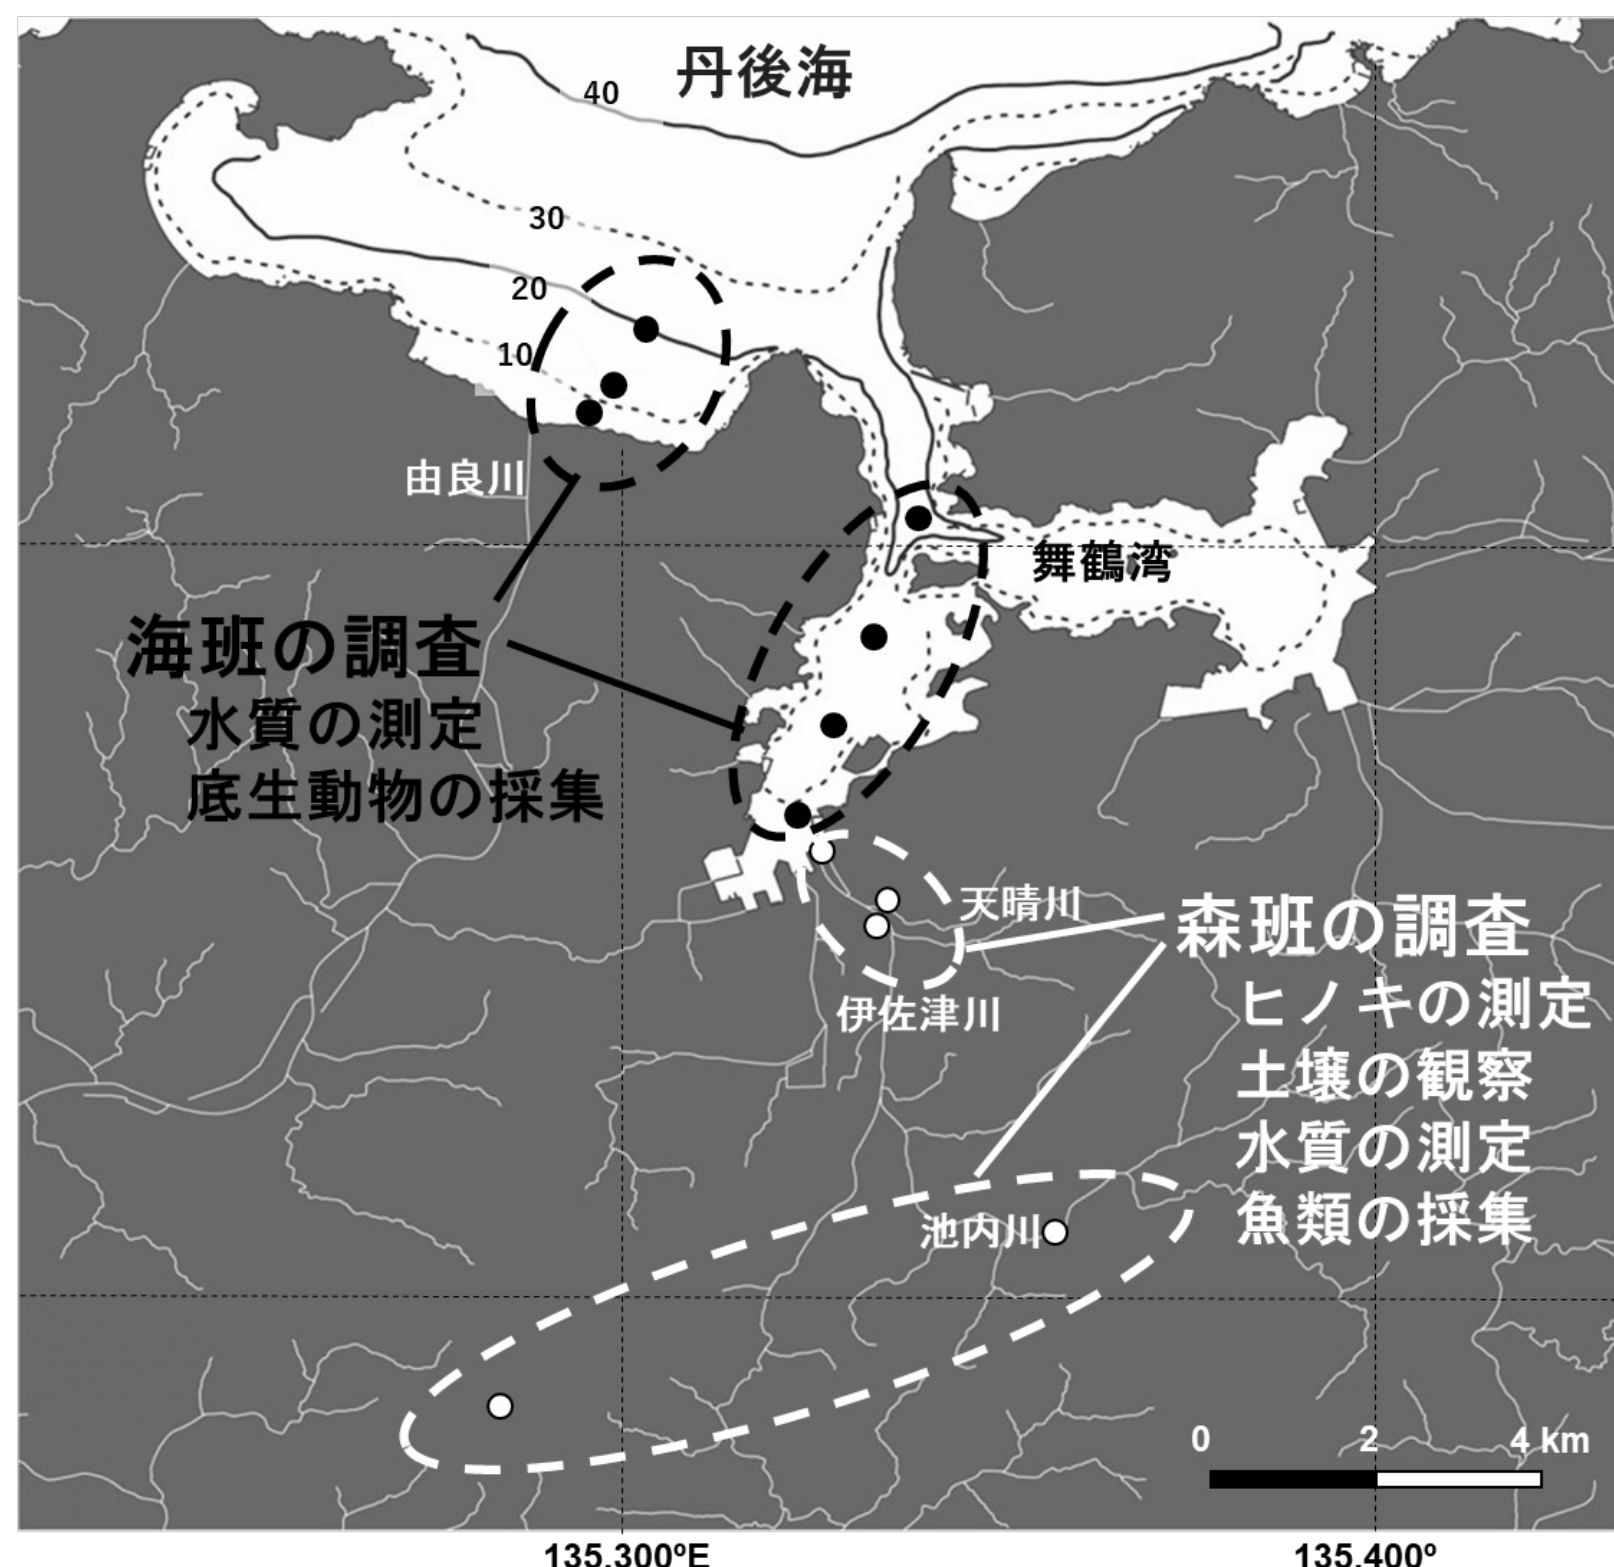 丹後海
40
30
20
10
由良川
舞鶴湾
海班の調査
水質の測定
底生動物の採集
天晴川
森班の調査
伊佐津川
ヒノキの測定
土壌の観察
水質の測定
魚類の採集
池内川
0 2 4 km
135.300ºE 135.400º